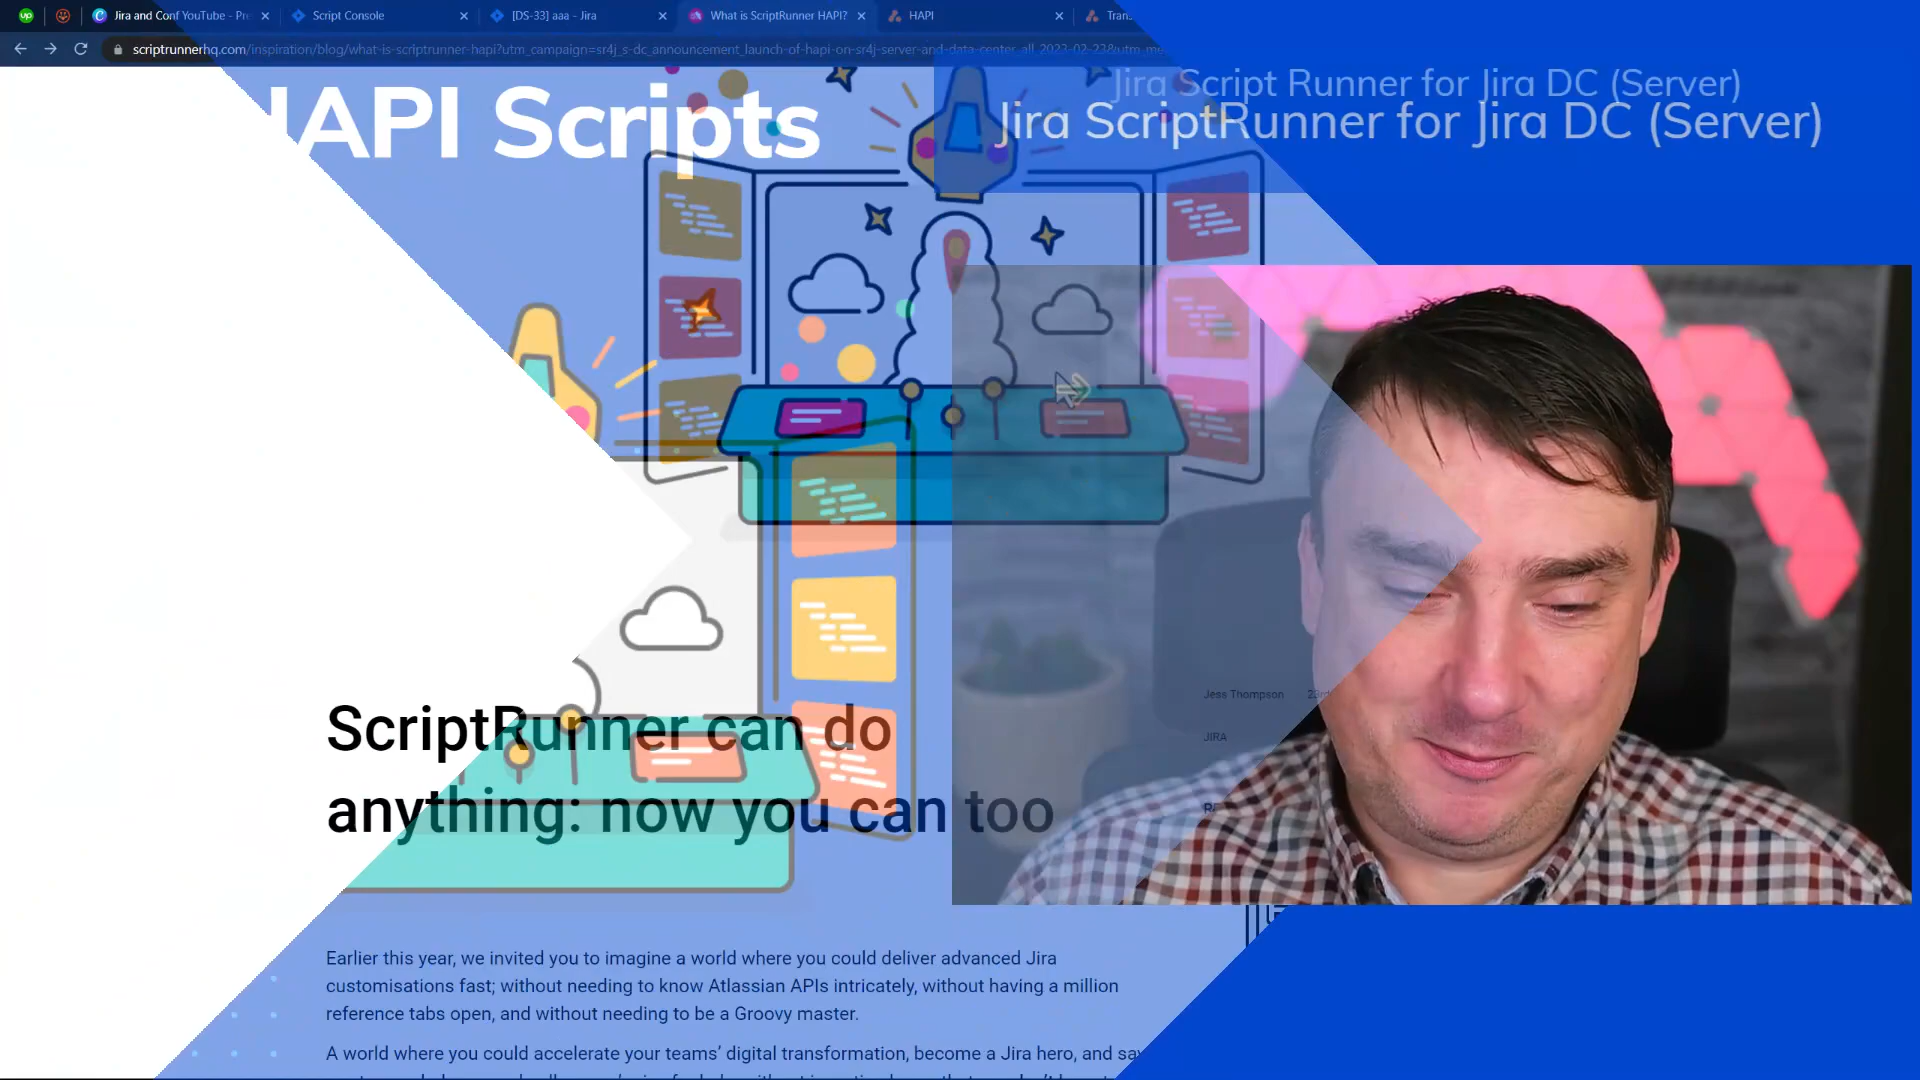 Jira and Conf YouTube - Pre
Script Console
[DS-33] aaa - Jira
What is ScriptRunner HAPI?
HAPI
scriptrunnerhq.com/inspiration/blog/what-is-scriptrunner-hapi?utm_campaign=sr4j_s-dc_announcement_launch-of-hapi-on-sr4j-server-and-data-center_all_2023-02-23&utm_me
HAPI Scripts
Jira Script Runner for Jira DC (Server)
Jira ScriptRunner for Jira DC (Server)
Jess Thompson
JIRA
ScriptRunner can do
anything: now you can too
Earlier this year, we invited you to imagine a world where you could deliver advanced Jira
customisations fast; without needing to know Atlassian APIs intricately, without having a million
reference tabs open, and without needing to be a Groovy master.
A world where you could accelerate your teams’ digital transformation, become a Jira hero, and sav